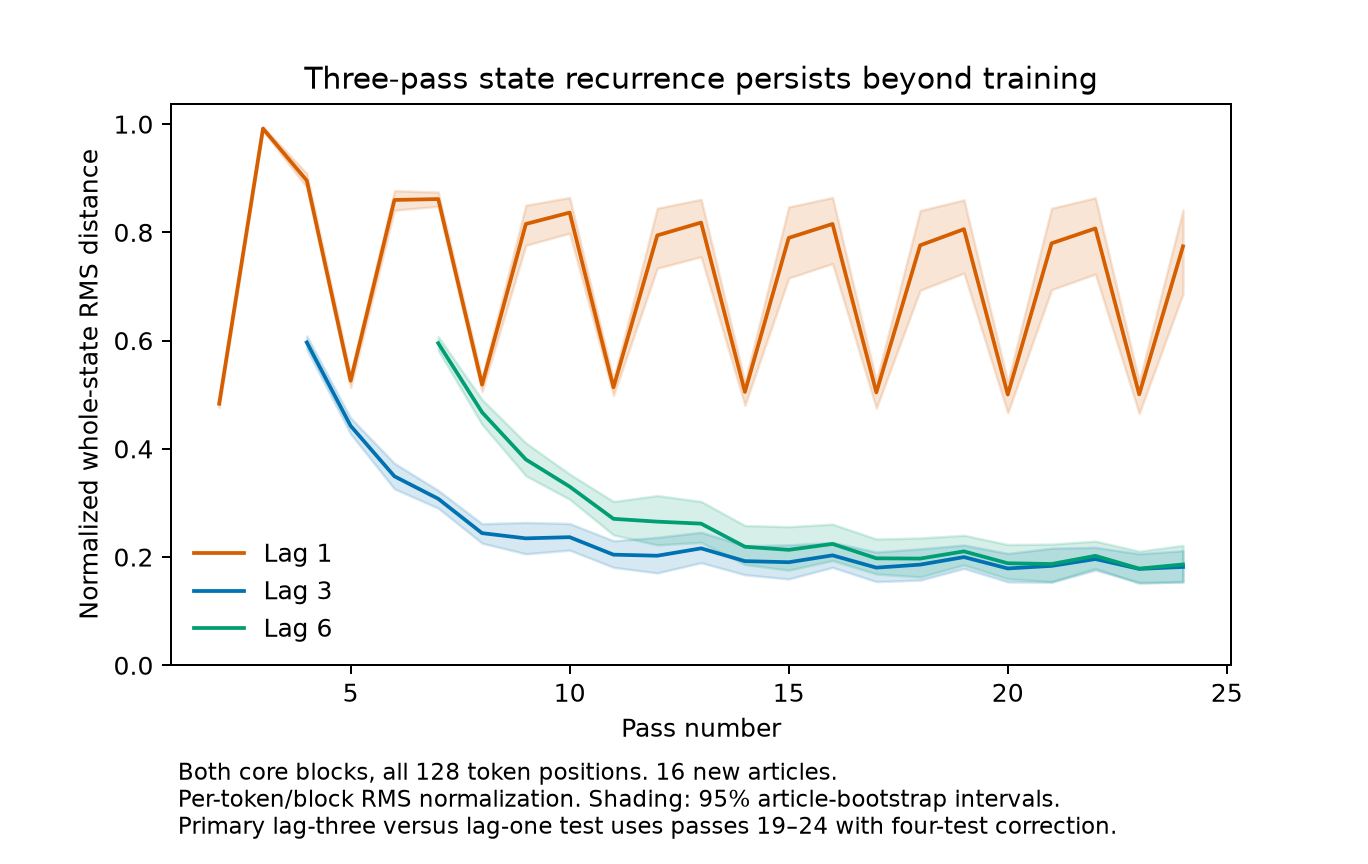 Three-pass state recurrence persists beyond training
Normalized whole-state RMS distance
1.0
0.8
0.6
0.4
0.2
0.0
Lag 1
Lag 3
Lag 6
5
10
15
20
25
Pass number
Both core blocks, all 128 token positions. 16 new articles.
Per-token/block RMS normalization. Shading: 95% article-bootstrap intervals.
Primary lag-three versus lag-one test uses passes 19–24 with four-test correction.